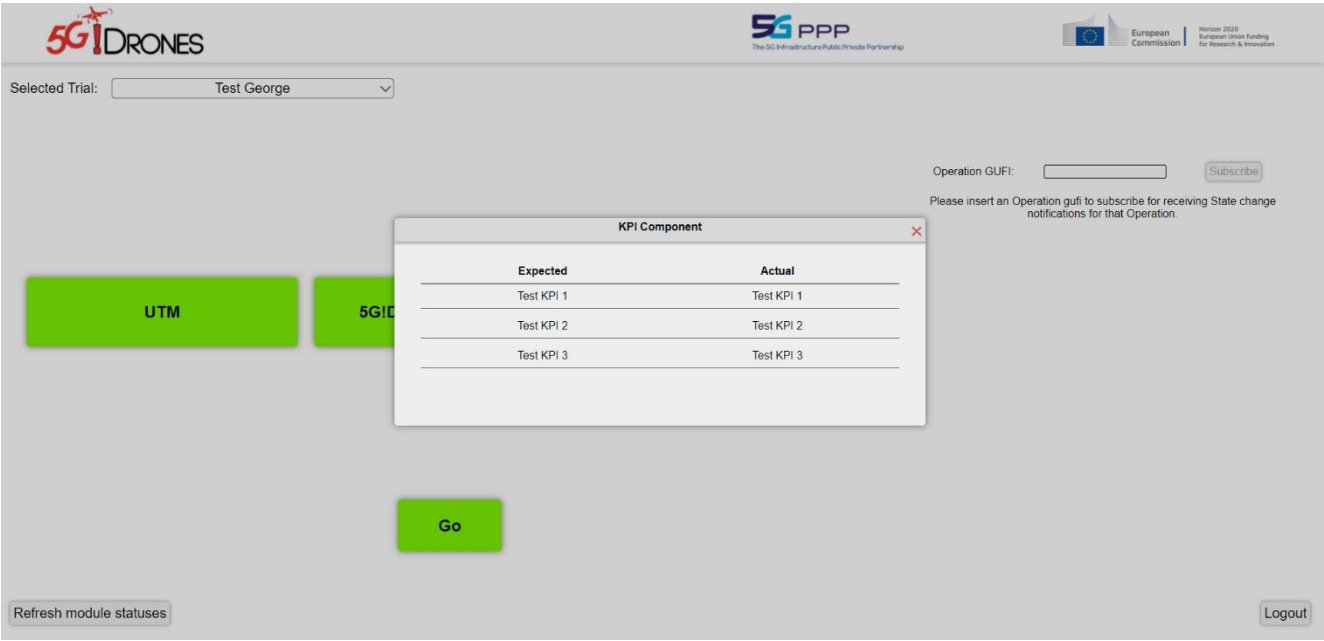 5G!DRONES
5G PPP
The 5G Infrastructure Public Private Partnership
European
Commission
Horizon 2020
European Union funding
for Research & Innovation
Selected Trial:
Test George
Operation GUFI:
Subscribe
Please insert an Operation gufi to subscribe for receiving State change
notifications for that Operation.
KPI Component
Expected Actual
Test KPI 1 Test KPI 1
Test KPI 2 Test KPI 2
Test KPI 3 Test KPI 3
UTM
5G!D
Go
Refresh module statuses
Logout